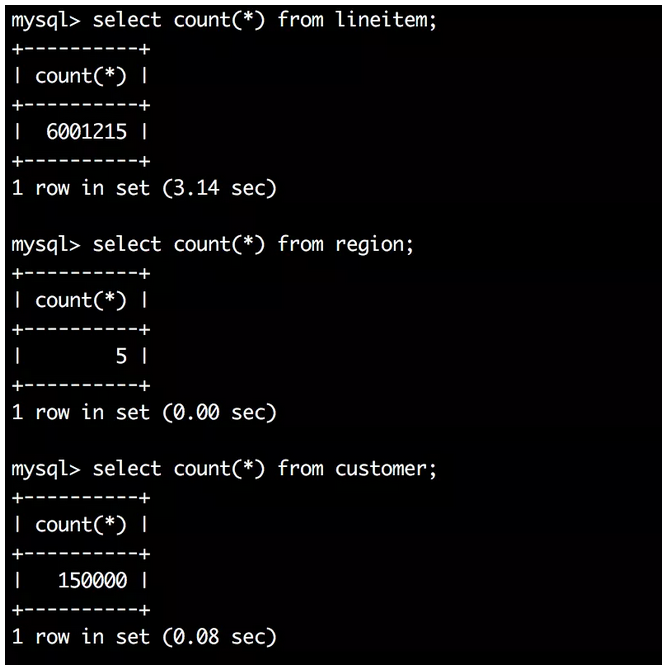 mysql> select count(*) from lineitem;
+----------+
| count(*) |
+----------+
|  6001215 |
+----------+
1 row in set (3.14 sec)

mysql> select count(*) from region;
+----------+
| count(*) |
+----------+
|        5 |
+----------+
1 row in set (0.00 sec)

mysql> select count(*) from customer;
+----------+
| count(*) |
+----------+
|   150000 |
+----------+
1 row in set (0.08 sec)